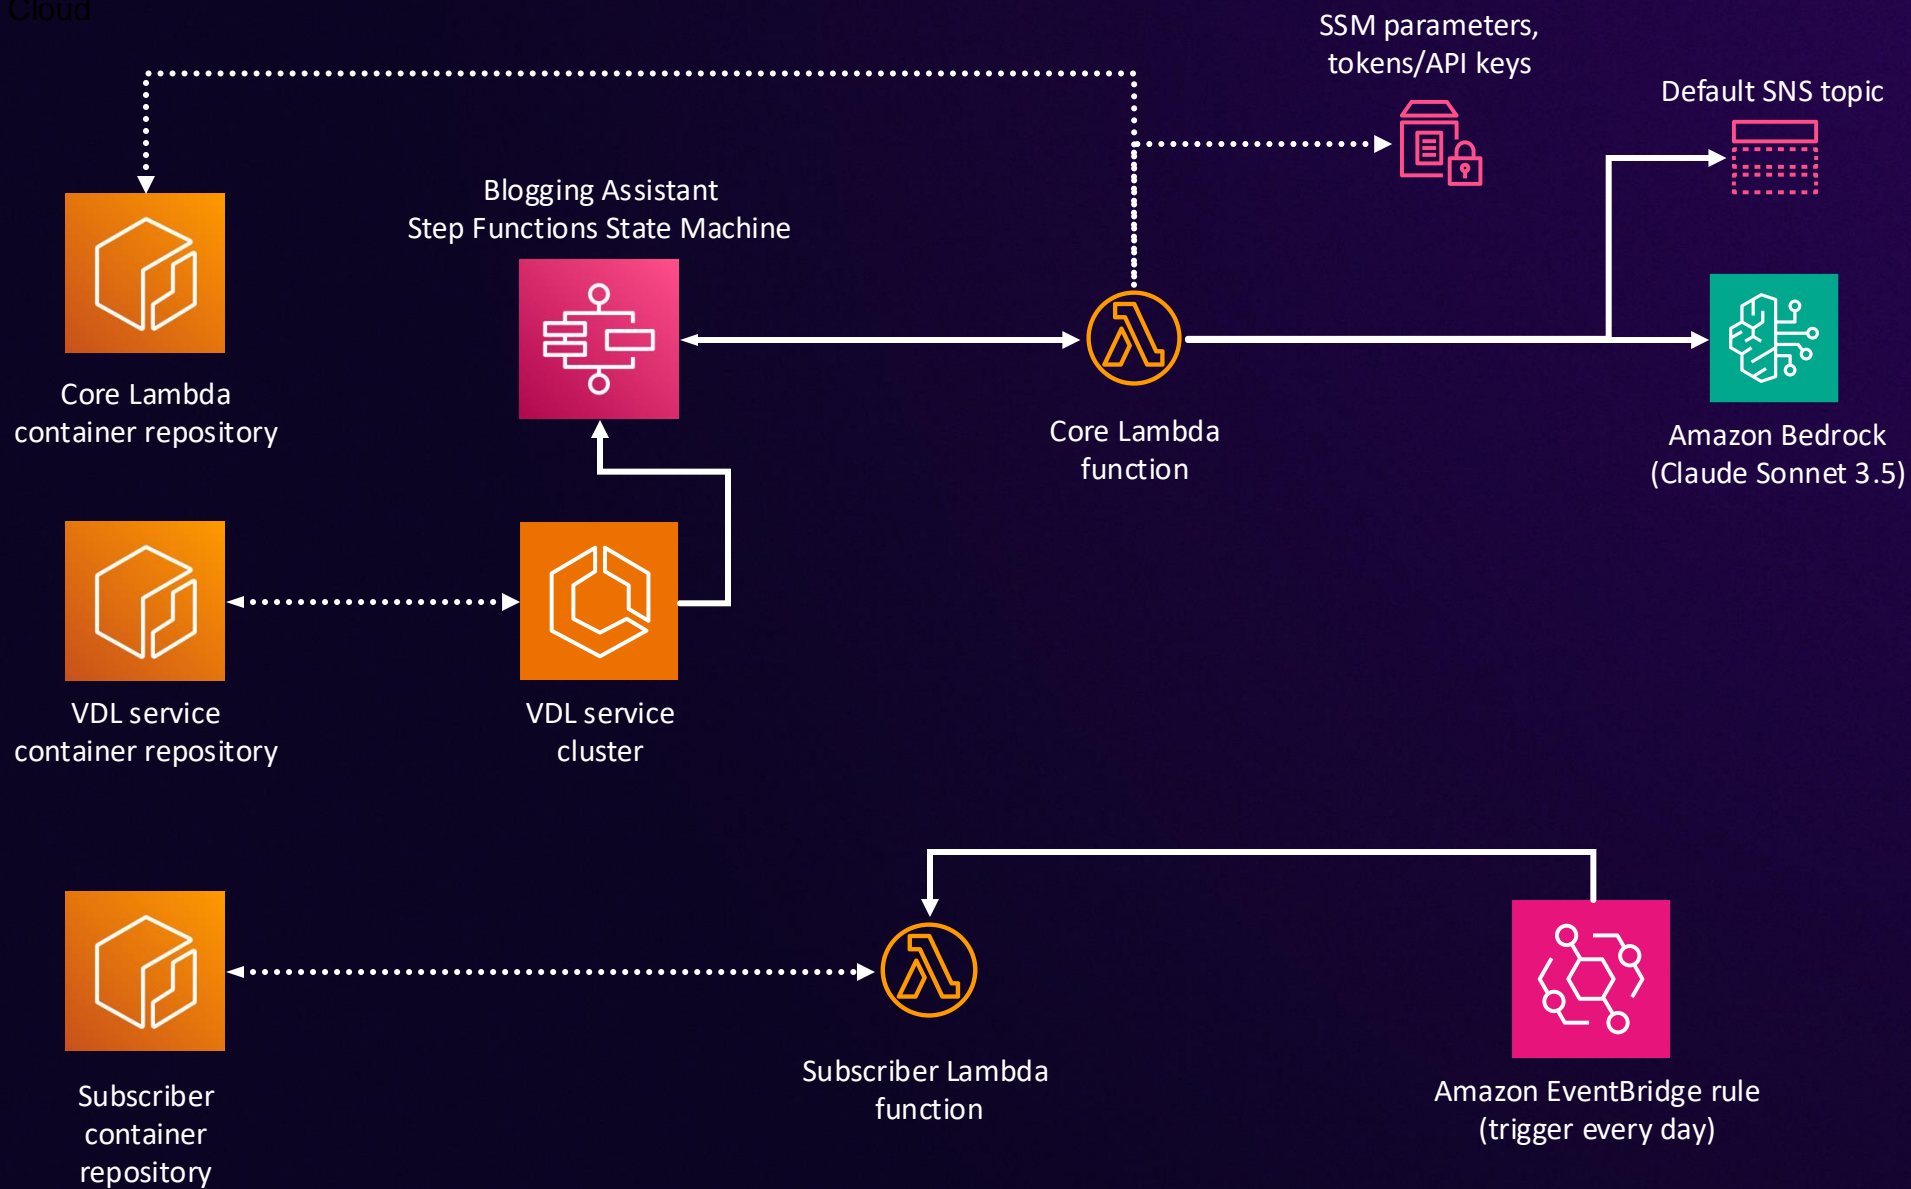 Cloud
SSM parameters,
tokens/API keys
Default SNS topic
Blogging Assistant
Step Functions State Machine
Core Lambda
container repository
Core Lambda
function
Amazon Bedrock
(Claude Sonnet 3.5)
VDL service
container repository
VDL service
cluster
Subscriber
container
repository
Subscriber Lambda
function
Amazon EventBridge rule
(trigger every day)